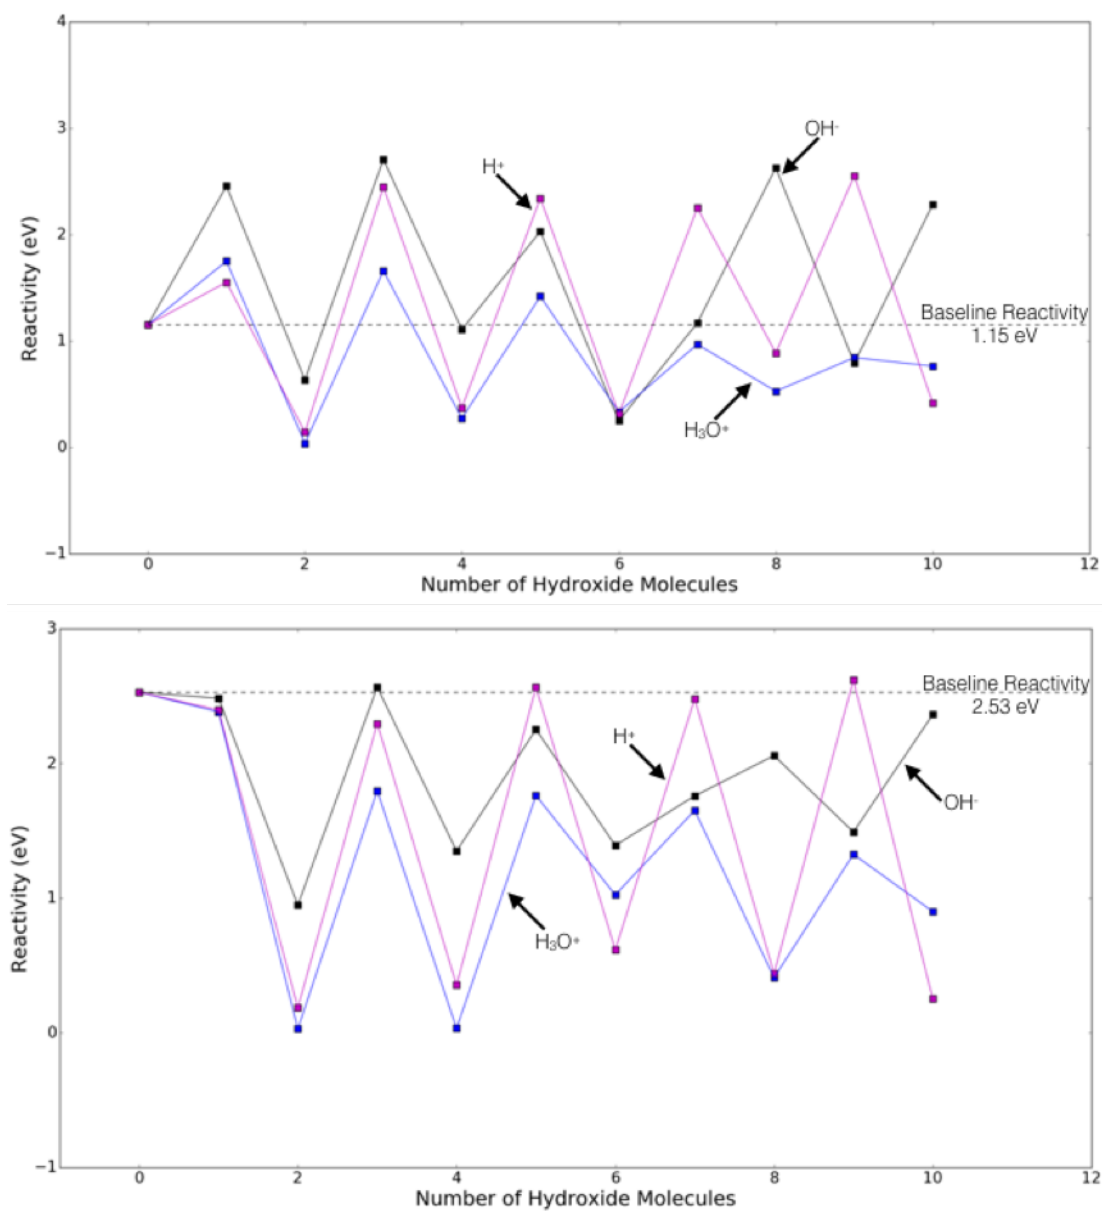 4
3
2
1
0
−1
Reactivity (eV)
H⁺
OH⁻
Baseline Reactivity
1.15 eV
H₃O⁺
0 2 4 6 8 10 12
Number of Hydroxide Molecules
3
2
1
0
−1
Reactivity (eV)
Baseline Reactivity
2.53 eV
H⁺
OH⁻
H₃O⁺
0 2 4 6 8 10 12
Number of Hydroxide Molecules